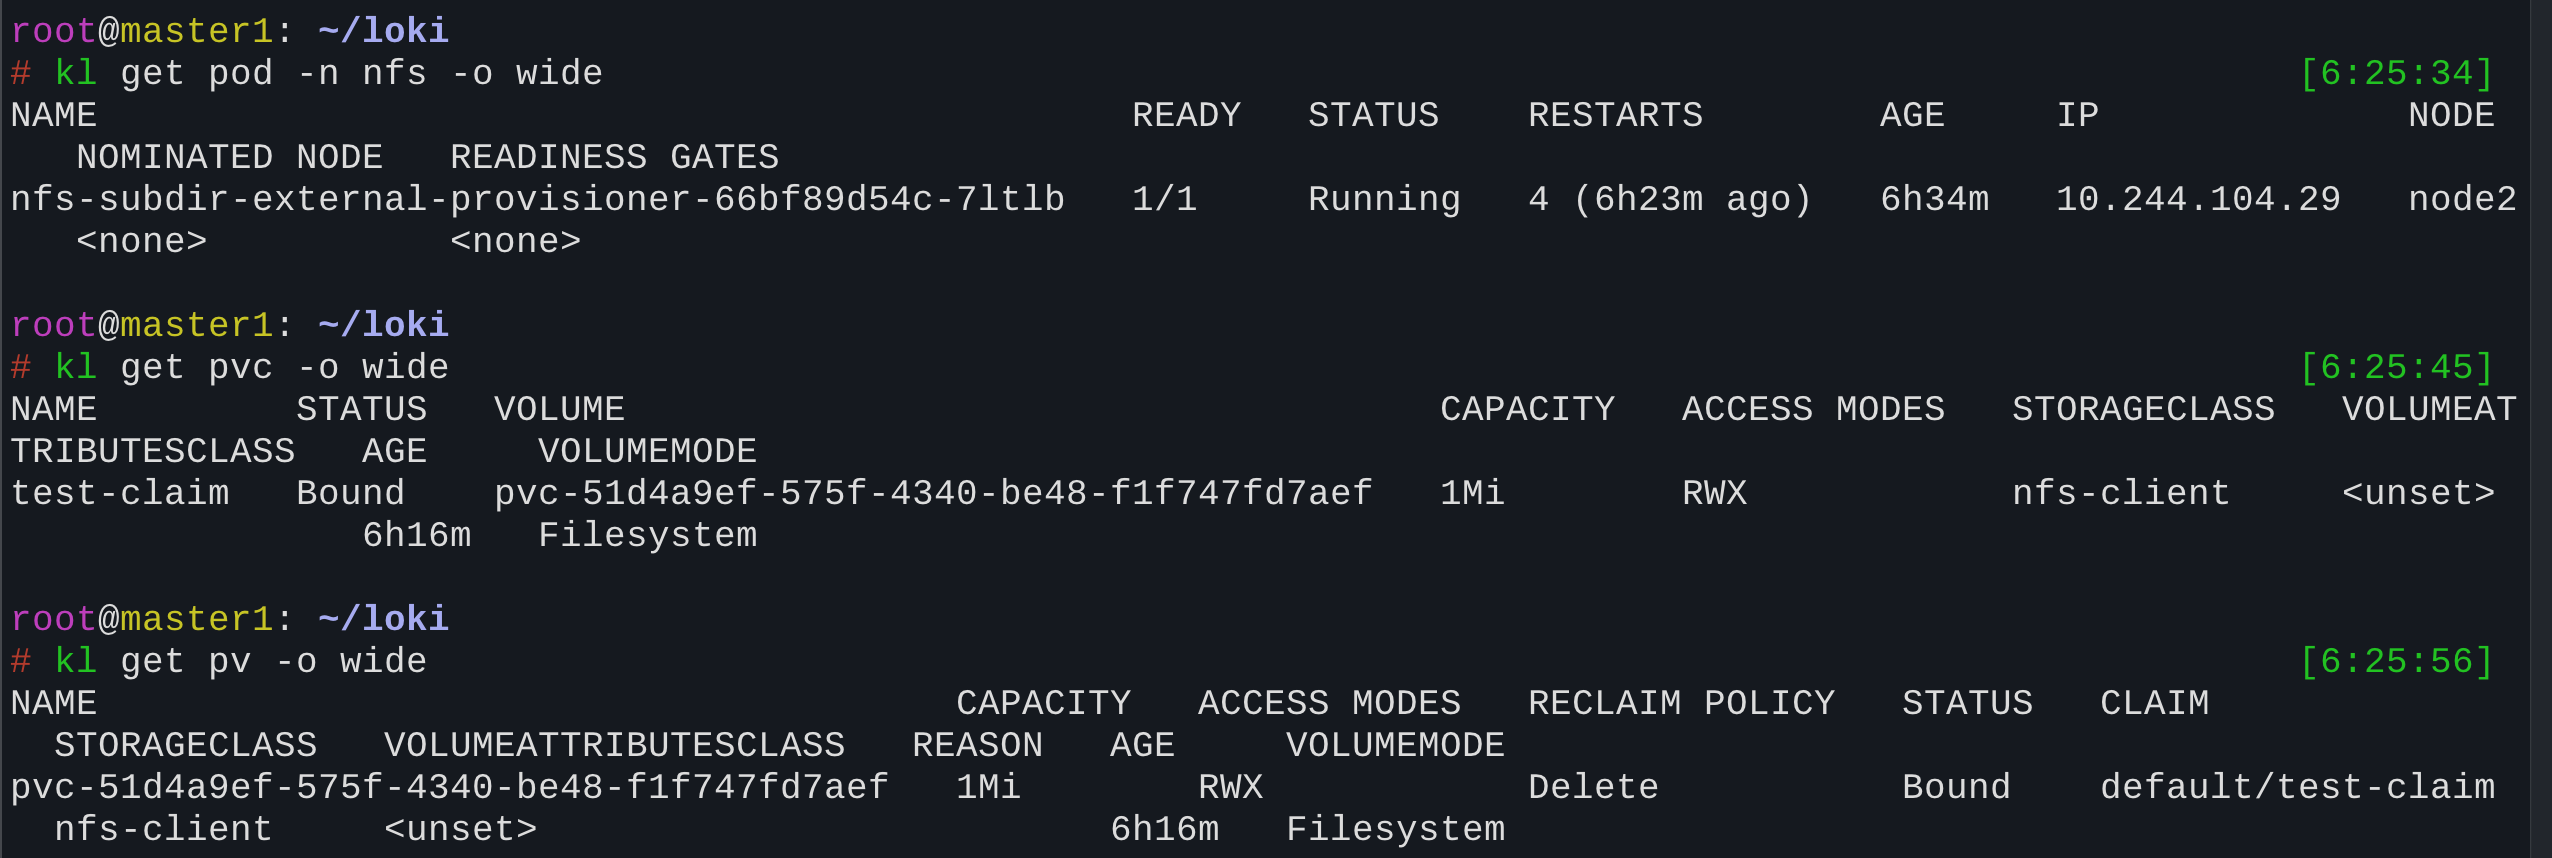 root@master1: ~/loki
# kl get pod -n nfs -o wide [6:25:34]
NAME READY STATUS RESTARTS AGE IP NODE
NOMINATED NODE READINESS GATES
nfs-subdir-external-provisioner-66bf89d54c-7ltlb 1/1 Running 4 (6h23m ago) 6h34m 10.244.104.29 node2
<none> <none>
root@master1: ~/loki
# kl get pvc -o wide [6:25:45]
NAME STATUS VOLUME CAPACITY ACCESS MODES STORAGECLASS VOLUMEAT
TRIBUTESCLASS AGE VOLUMEMODE
test-claim Bound pvc-51d4a9ef-575f-4340-be48-f1f747fd7aef 1Mi RWX nfs-client <unset>
6h16m Filesystem
root@master1: ~/loki
# kl get pv -o wide [6:25:56]
NAME CAPACITY ACCESS MODES RECLAIM POLICY STATUS CLAIM
STORAGECLASS VOLUMEATTRIBUTESCLASS REASON AGE VOLUMEMODE
pvc-51d4a9ef-575f-4340-be48-f1f747fd7aef 1Mi RWX Delete Bound default/test-claim
nfs-client <unset> 6h16m Filesystem